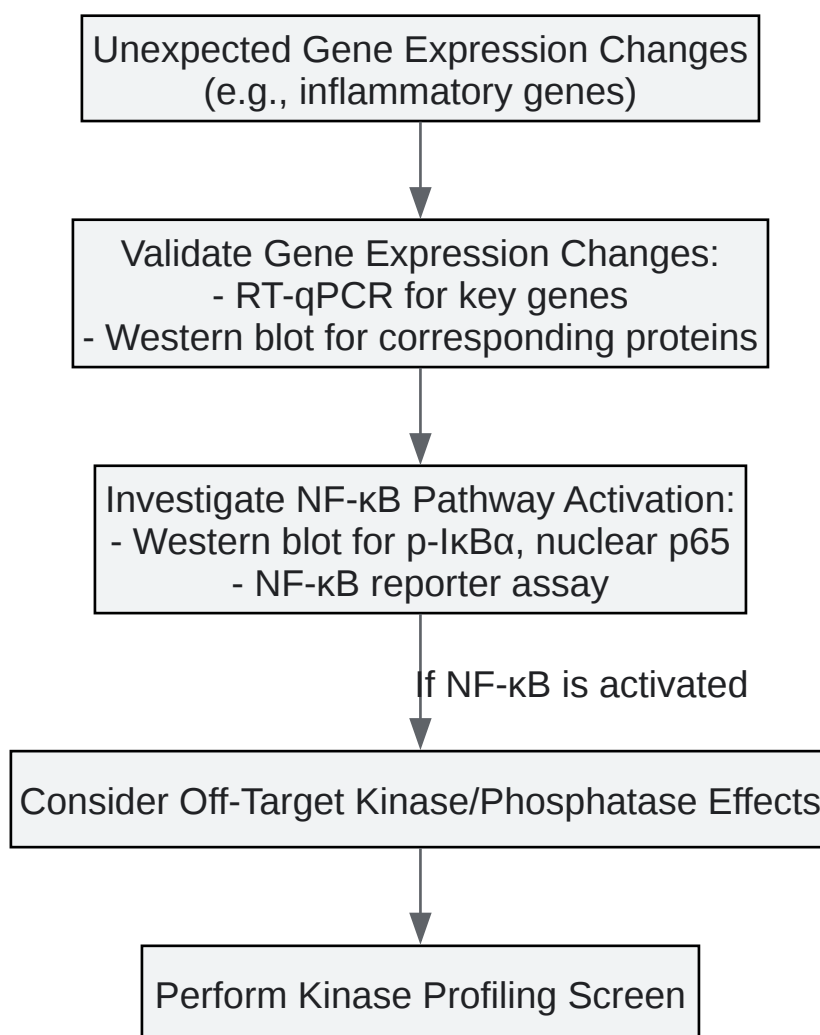 Unexpected Gene Expression Changes
(e.g., inflammatory genes)
Validate Gene Expression Changes:
- RT-qPCR for key genes
- Western blot for corresponding proteins
Investigate NF-κB Pathway Activation:
- Western blot for p-IκBα, nuclear p65
- NF-κB reporter assay
If NF-κB is activated
Consider Off-Target Kinase/Phosphatase Effects
Perform Kinase Profiling Screen